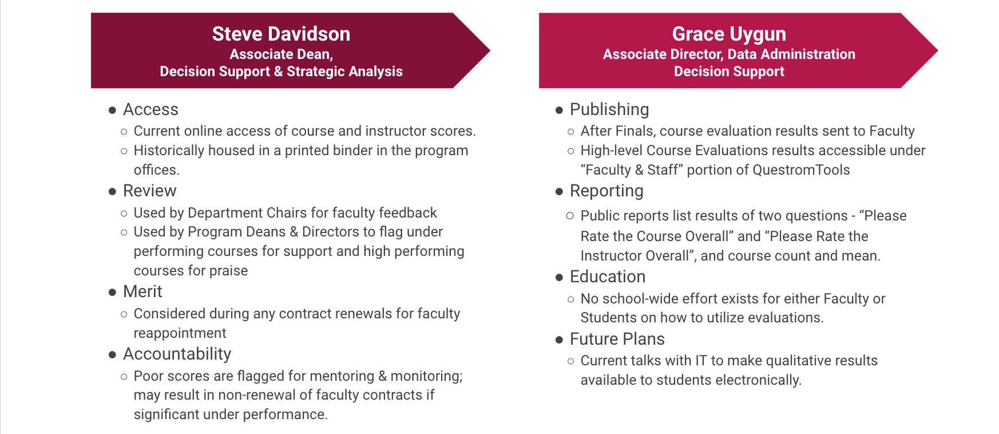 Steve Davidson
Associate Dean,
Decision Support & Strategic Analysis
● Access
○ Current online access of course and instructor scores.
○ Historically housed in a printed binder in the program
offices.
● Review
○ Used by Department Chairs for faculty feedback
○ Used by Program Deans & Directors to flag under
performing courses for support and high performing
courses for praise
● Merit
○ Considered during any contract renewals for faculty
reappointment
● Accountability
○ Poor scores are flagged for mentoring & monitoring;
may result in non-renewal of faculty contracts if
significant under performance.
Grace Uygun
Associate Director, Data Administration
Decision Support
● Publishing
○ After Finals, course evaluation results sent to Faculty
○ High-level Course Evaluations results accessible under
“Faculty & Staff” portion of QuestromTools
● Reporting
○ Public reports list results of two questions - “Please
Rate the Course Overall” and “Please Rate the
Instructor Overall”, and course count and mean.
● Education
○ No school-wide effort exists for either Faculty or
Students on how to utilize evaluations.
● Future Plans
○ Current talks with IT to make qualitative results
available to students electronically.